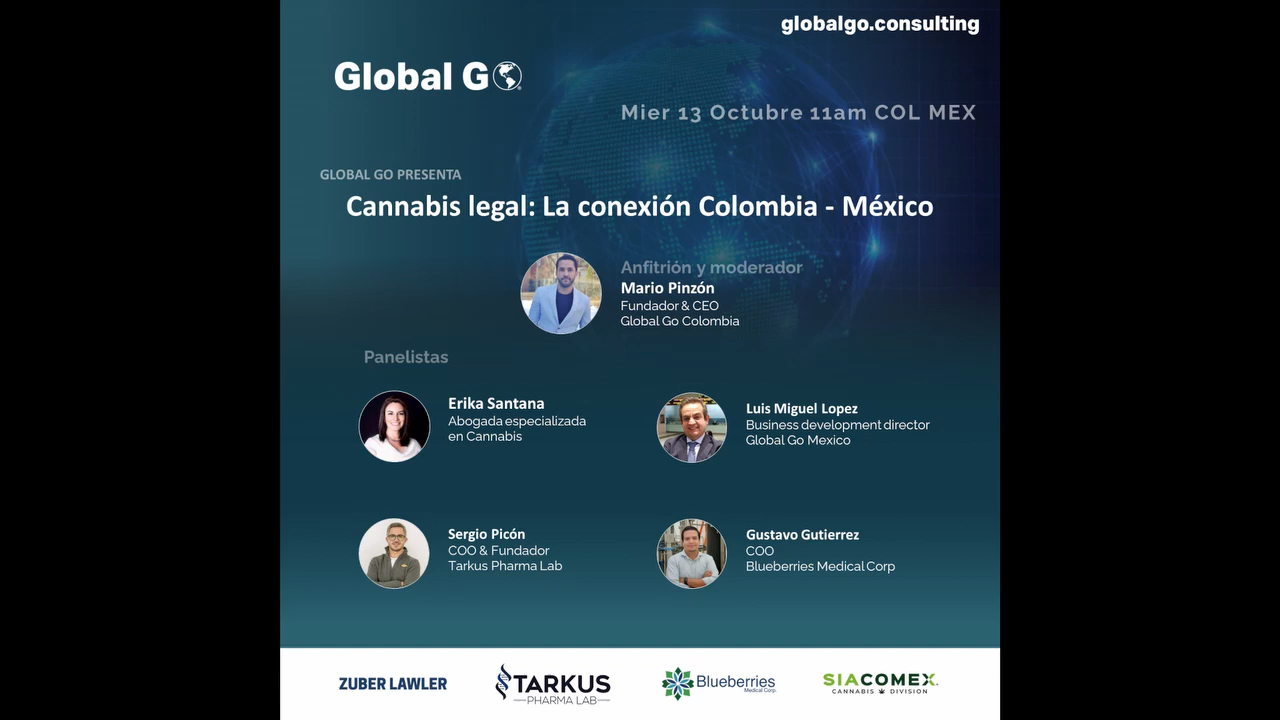 globalgo.consulting
Global GO
Mier 13 Octubre 11am COL MEX
GLOBAL GO PRESENTA
Cannabis legal: La conexión Colombia - México
Anfitrión y moderador
Mario Pinzón
Fundador & CEO
Global Go Colombia
Panelistas
Erika Santana
Abogada especializada
en Cannabis
Luis Miguel Lopez
Business development director
Global Go Mexico
Sergio Picón
COO & Fundador
Tarkus Pharma Lab
Gustavo Gutierrez
COO
Blueberries Medical Corp
ZUBER LAWLER
TARKUS
PHARMA LAB
Blueberries
Medical Corp.
SIACOMEX
CANNABIS DIVISION